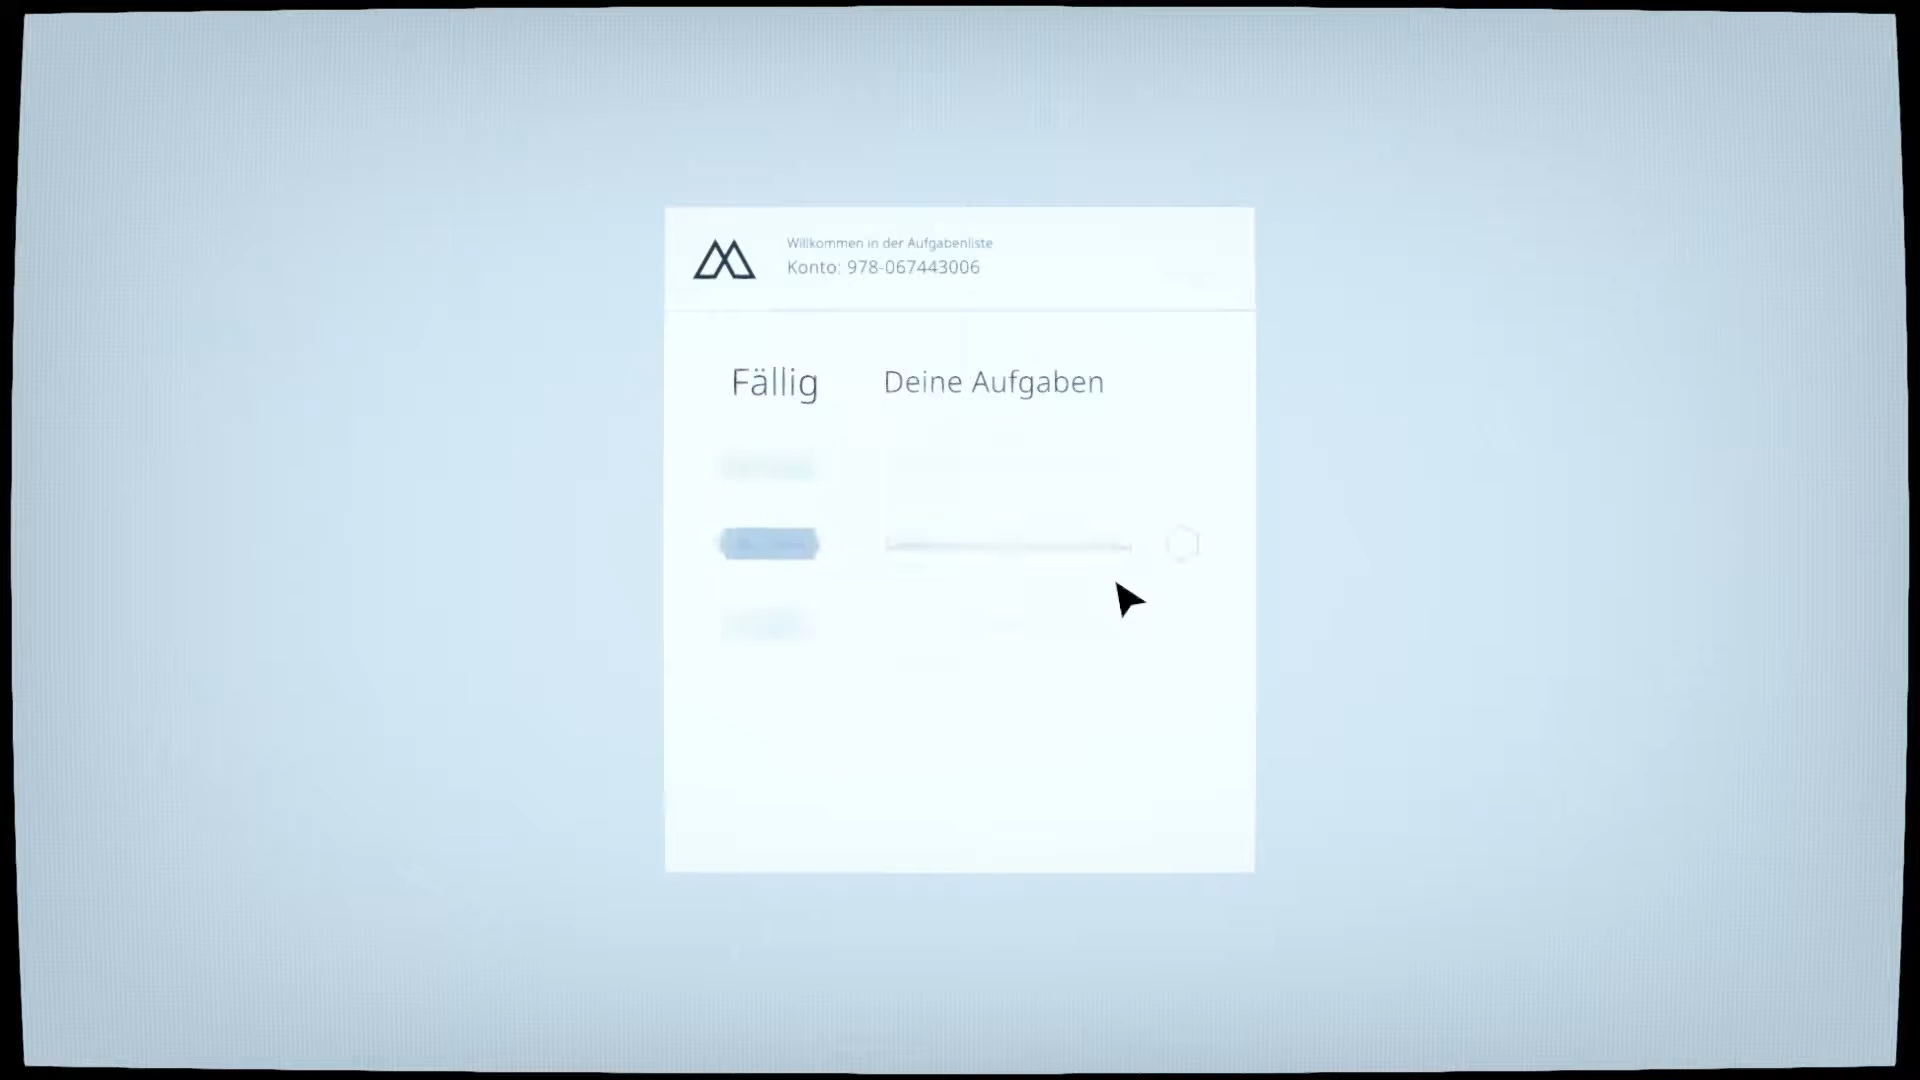 Willkommen in der Aufgabenliste
Konto: 978-067443006
Fällig
Deine Aufgaben